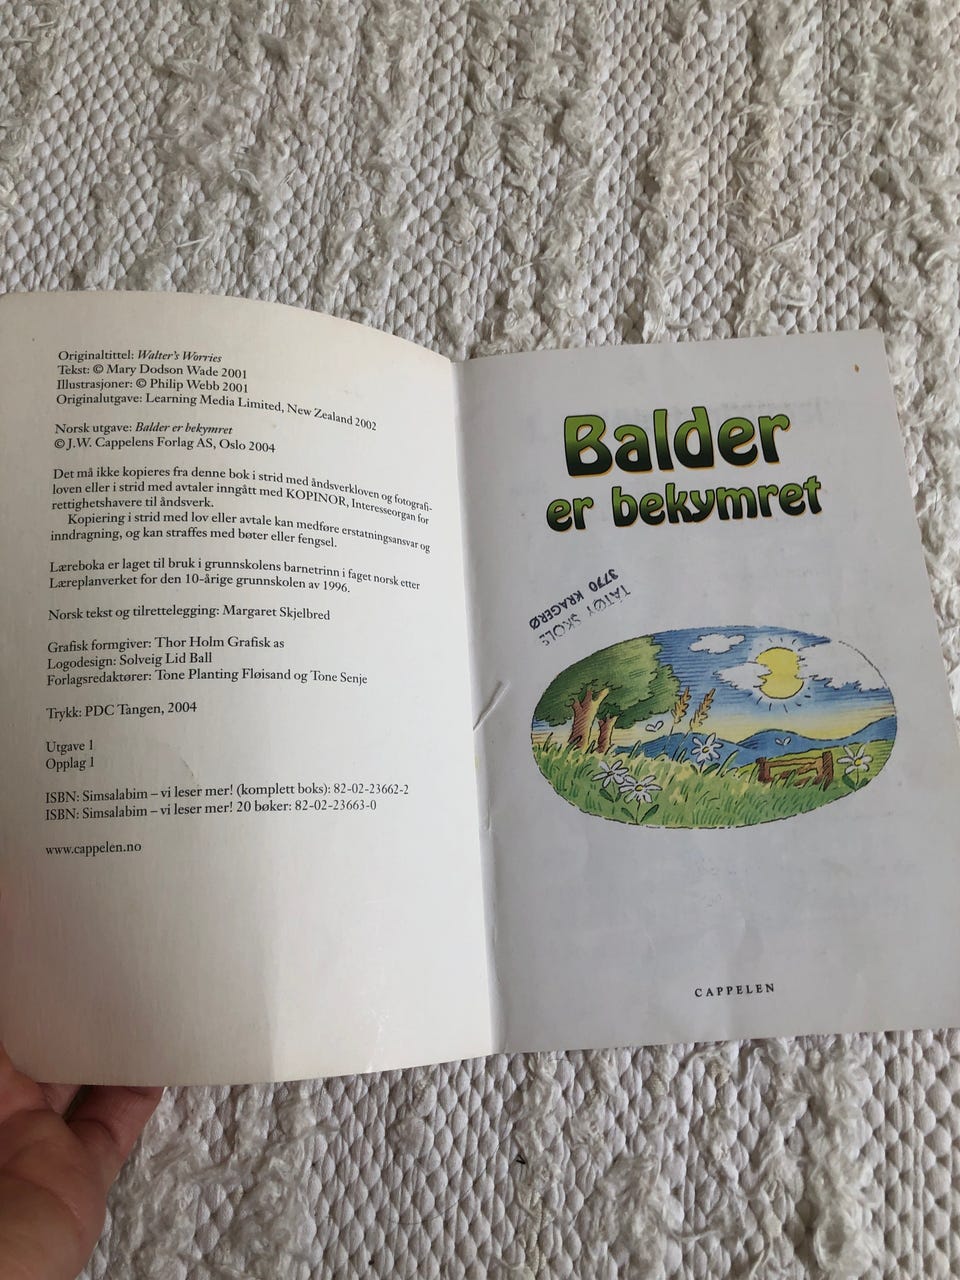 Originaltittel: Walter's Worries
Tekst: © Mary Dodson Wade 2001
Illustrasjoner: © Philip Webb 2001
Originalutgave: Learning Media Limited, New Zealand 2002
Norsk utgave: Balder er bekymret
© J.W. Cappelens Forlag AS, Oslo 2004
Det må ikke kopieres fra denne bok i strid med åndsverkloven og fotografi-
loven eller i strid med avtaler inngått med KOPINOR, Interesseorgan for
rettighetshavere til åndsverk.
Kopiering i strid med lov eller avtale kan medføre erstatningsansvar og
inndragning, og kan straffes med bøter eller fengsel.
Læreboka er laget til bruk i grunnskolens barnetrinn i faget norsk etter
Læreplanverket for den 10-årige grunnskolen av 1996.
Norsk tekst og tilrettelegging: Margaret Skjelbred
Grafisk formgiver: Thor Holm Grafisk as
Logodesign: Solveig Lid Ball
Forlagsredaktører: Tone Planting Fløisand og Tone Senje
Trykk: PDC Tangen, 2004
Utgave 1
Opplag 1
ISBN: Simsalabim – vi leser mer! (komplett boks): 82-02-23662-2
ISBN: Simsalabim – vi leser mer! 20 bøker: 82-02-23663-0
www.cappelen.no
Balder
er bekymret
TÅTØY SKOLE
3770 KRAGERØ
CAPPELEN